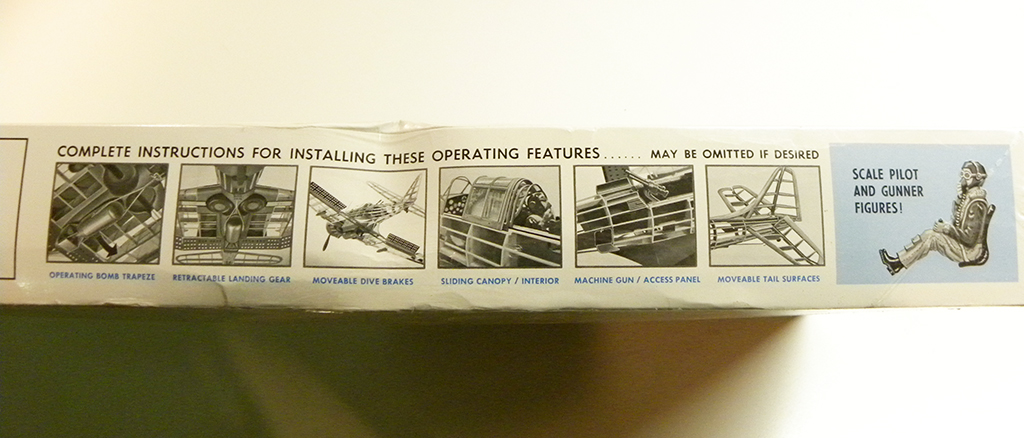 COMPLETE INSTRUCTIONS FOR INSTALLING THESE OPERATING FEATURES...... MAY BE OMITTED IF DESIRED
OPERATING BOMB TRAPEZE
RETRACTABLE LANDING GEAR
MOVEABLE DIVE BRAKES
SLIDING CANOPY / INTERIOR
MACHINE GUN / ACCESS PANEL
MOVEABLE TAIL SURFACES
SCALE PILOT
AND GUNNER
FIGURES!